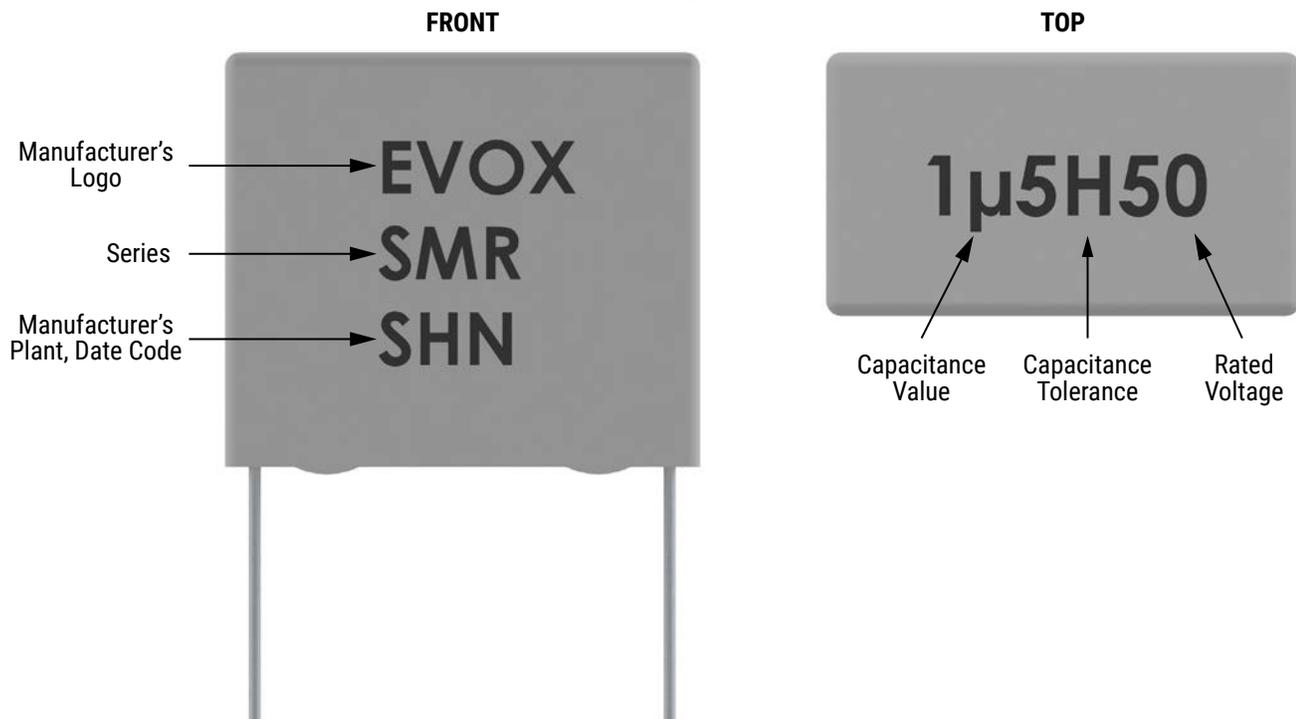 FRONT
TOP
Manufacturer’s
Logo
EVOX
Series
SMR
Manufacturer’s
Plant, Date Code
SHN
1µ5H50
Capacitance
Value
Capacitance
Tolerance
Rated
Voltage